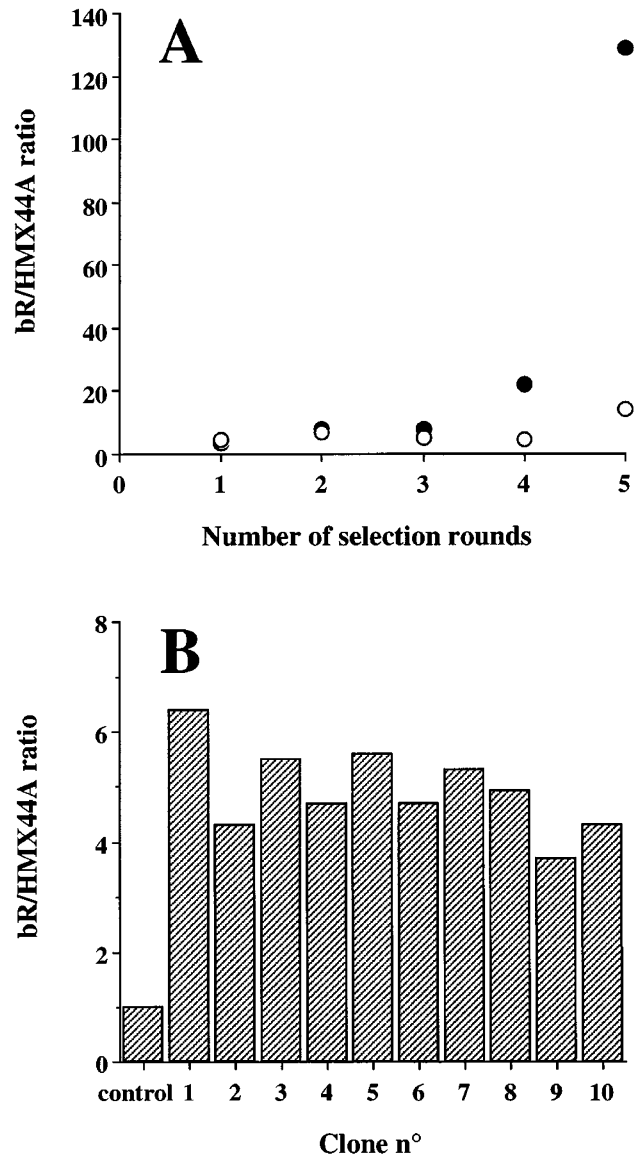 A
140
120
100
80
60
40
20
0
bR/HMX44A ratio
0 1 2 3 4 5
Number of selection rounds
B
8
6
4
2
0
bR/HMX44A ratio
control 1 2 3 4 5 6 7 8 9 10
Clone n°